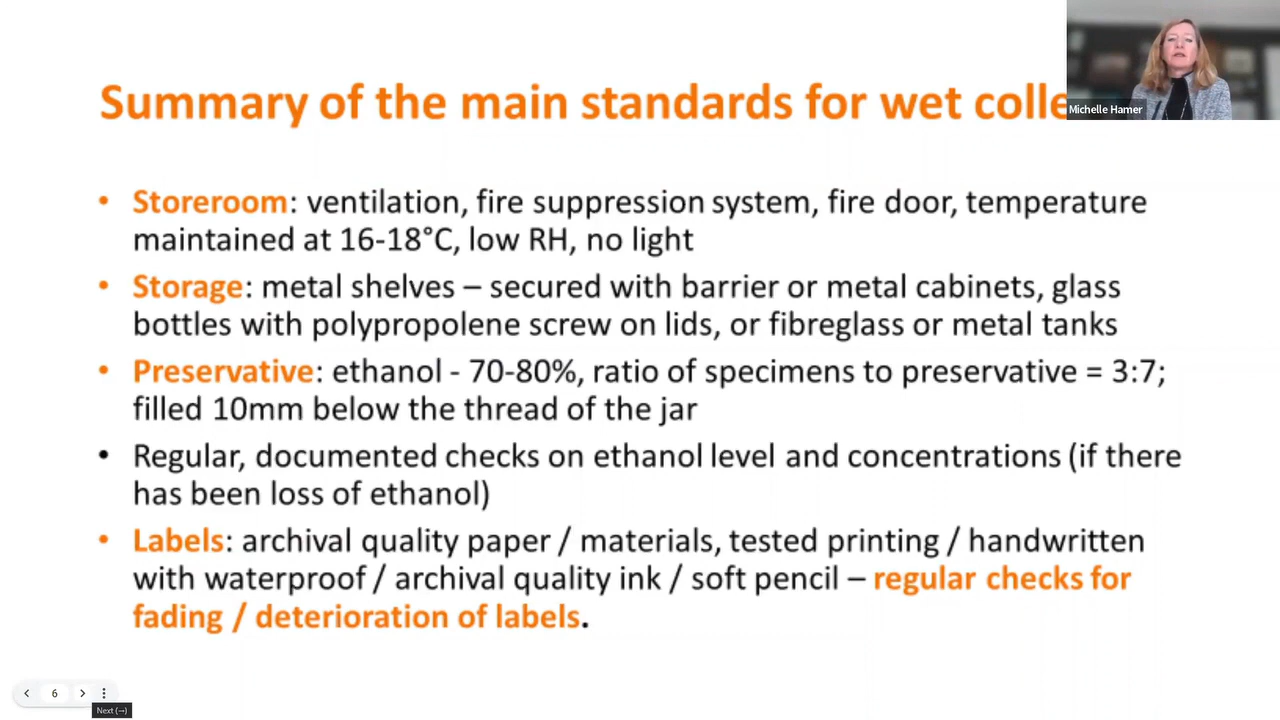 Summary of the main standards for wet colle
Michelle Hamer
• Storeroom: ventilation, fire suppression system, fire door, temperature
maintained at 16-18°C, low RH, no light
• Storage: metal shelves – secured with barrier or metal cabinets, glass
bottles with polypropolene screw on lids, or fibreglass or metal tanks
• Preservative: ethanol - 70-80%, ratio of specimens to preservative = 3:7;
filled 10mm below the thread of the jar
• Regular, documented checks on ethanol level and concentrations (if there
has been loss of ethanol)
• Labels: archival quality paper / materials, tested printing / handwritten
with waterproof / archival quality ink / soft pencil – regular checks for
fading / deterioration of labels.
6
Next (→)